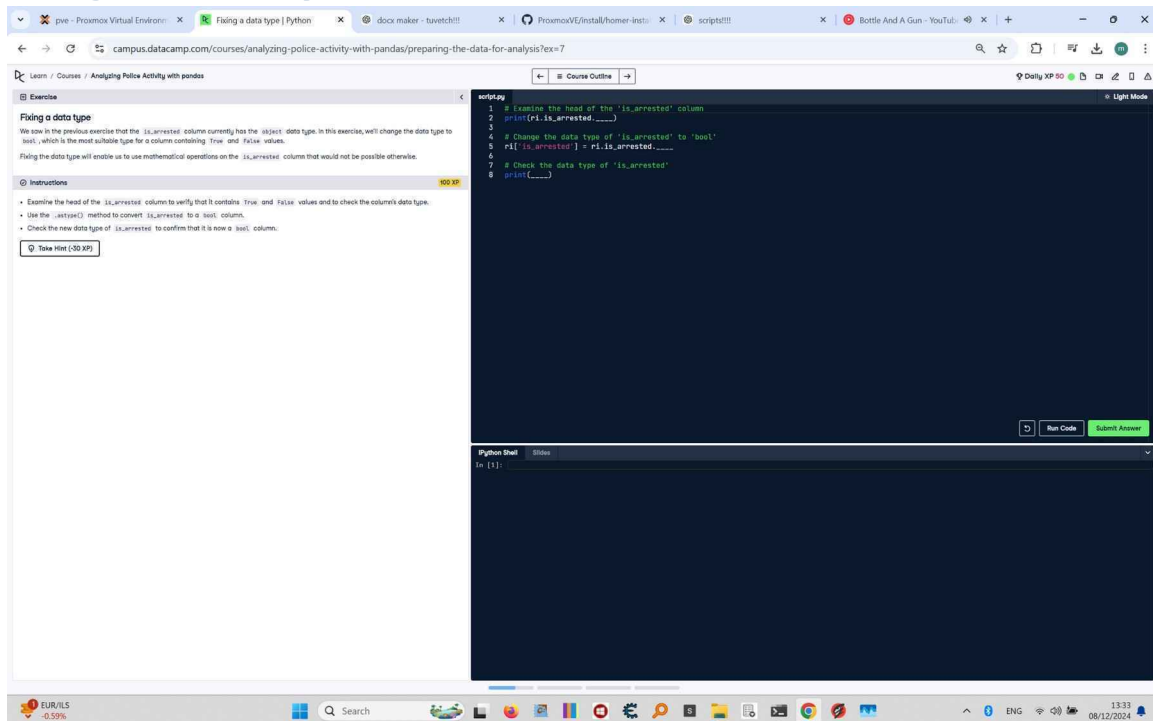 pve - Proxmox Virtual Environm
Fixing a data type | Python
docx maker - tuvetch!!!
ProxmoxVE/install/homer-insta
scripts!!!!
Bottle And A Gun - YouTub
campus.datacamp.com/courses/analyzing-police-activity-with-pandas/preparing-the-data-for-analysis?ex=7
m
Learn / Courses / Analyzing Police Activity with pandas
Course Outline
Daily XP 50
Exercise
Fixing a data type
We saw in the previous exercise that the is_arrested column currently has the object data type. In this exercise, we'll change the data type to
bool, which is the most suitable type for a column containing True and False values.
Fixing the data type will enable us to use mathematical operations on the is_arrested column that would not be possible otherwise.
Instructions
100 XP
• Examine the head of the is_arrested column to verify that it contains True and False values and to check the column's data type.
• Use the .astype() method to convert is_arrested to a bool column.
• Check the new data type of is_arrested to confirm that it is now a bool column.
Take Hint (-30 XP)
script.py
Light Mode
1 # Examine the head of the 'is_arrested' column
2 print(ri.is_arrested.____)
3
4 # Change the data type of 'is_arrested' to 'bool'
5 ri['is_arrested'] = ri.is_arrested.____
6
7 # Check the data type of 'is_arrested'
8 print(____)
Run Code
Submit Answer
IPython Shell
Slides
In [1]:
1
EUR/ILS
-0.59%
Search
S
ENG
13:33
08/12/2024